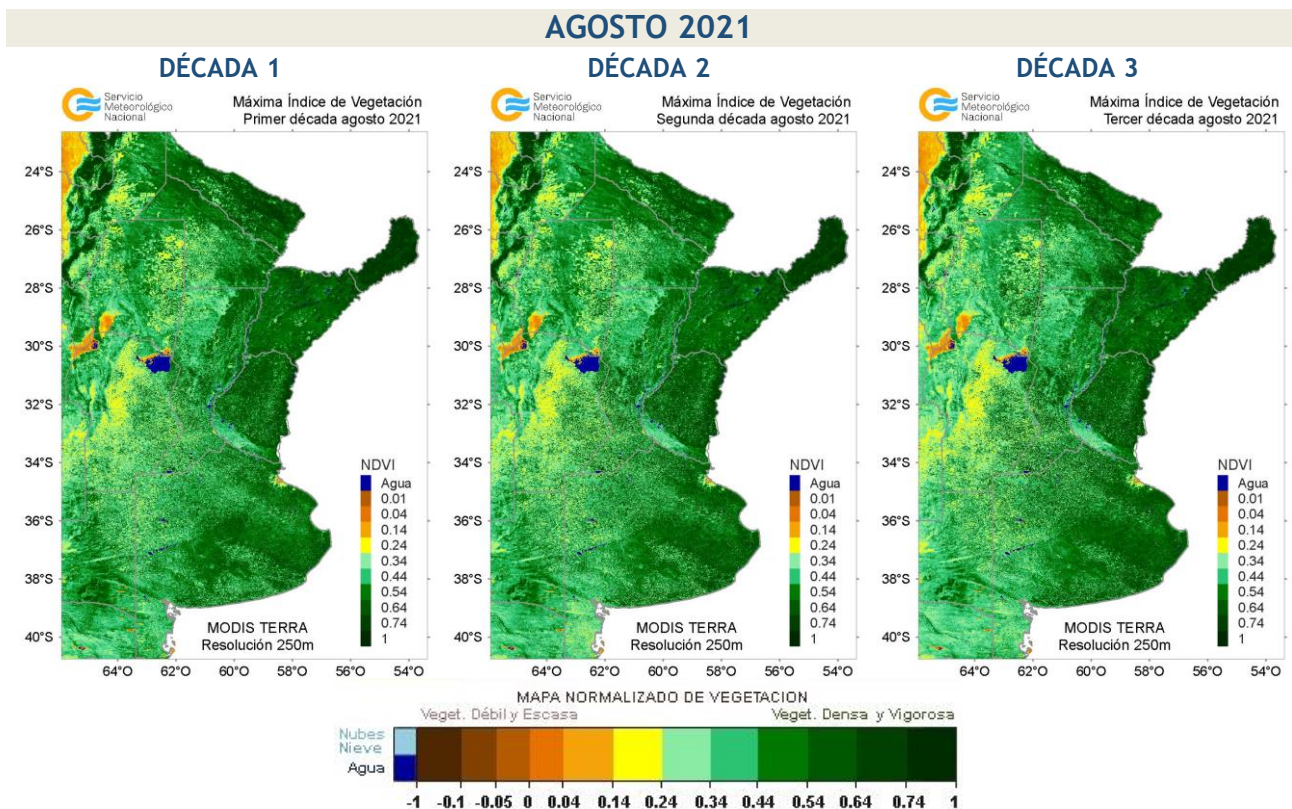 AGOSTO 2021
DÉCADA 1
Servicio
Meteorológico
Nacional
Máxima Índice de Vegetación
Primer década agosto 2021
24°S
26°S
28°S
30°S
32°S
34°S
36°S
38°S
40°S
NDVI
Agua
0.01
0.04
0.14
0.24
0.34
0.44
0.54
0.64
0.74
1
MODIS TERRA
Resolución 250m
64°O 62°O 60°O 58°O 56°O 54°O
DÉCADA 2
Servicio
Meteorológico
Nacional
Máxima Índice de Vegetación
Segunda década agosto 2021
24°S
26°S
28°S
30°S
32°S
34°S
36°S
38°S
40°S
NDVI
Agua
0.01
0.04
0.14
0.24
0.34
0.44
0.54
0.64
0.74
1
MODIS TERRA
Resolución 250m
64°O 62°O 60°O 58°O 56°O 54°O
DÉCADA 3
Servicio
Meteorológico
Nacional
Máxima Índice de Vegetación
Tercer década agosto 2021
24°S
26°S
28°S
30°S
32°S
34°S
36°S
38°S
40°S
NDVI
Agua
0.01
0.04
0.14
0.24
0.34
0.44
0.54
0.64
0.74
1
MODIS TERRA
Resolución 250m
64°O 62°O 60°O 58°O 56°O 54°O
MAPA NORMALIZADO DE VEGETACION
Veget. Débil y Escasa Veget. Densa y Vigorosa
Nubes
Nieve
Agua
-1 -0.1 -0.05 0 0.04 0.14 0.24 0.34 0.44 0.54 0.64 0.74 1